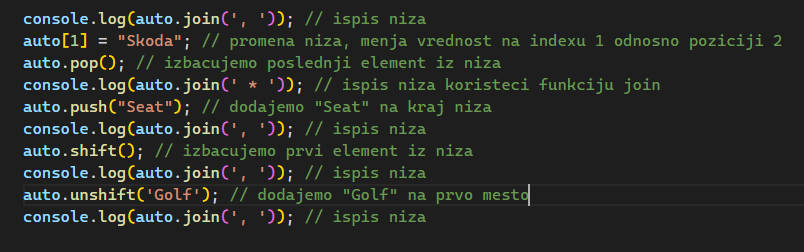 console.log(auto.join(', ')); // ispis niza
auto[1] = "Skoda"; // promena niza, menja vrednost na indexu 1 odnosno poziciji 2
auto.pop(); // izbacujemo poslednji element iz niza
console.log(auto.join(' * ')); // ispis niza koristeci funkciju join
auto.push("Seat"); // dodajemo "Seat" na kraj niza
console.log(auto.join(', ')); // ispis niza
auto.shift(); // izbacujemo prvi element iz niza
console.log(auto.join(', ')); // ispis niza
auto.unshift('Golf'); // dodajemo "Golf" na prvo mesto
console.log(auto.join(', ')); // ispis niza